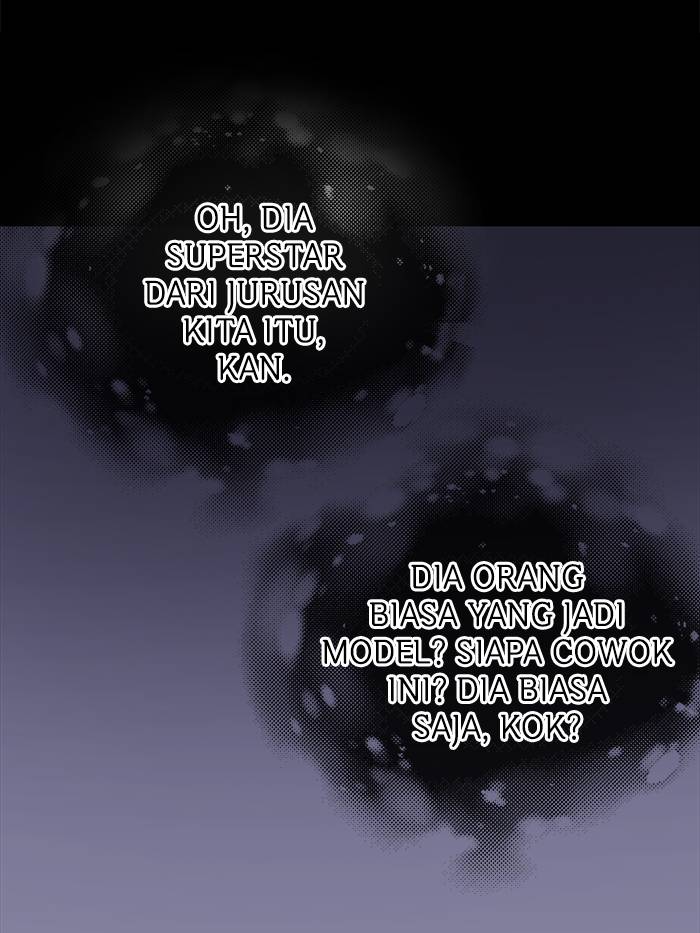 OH, DIA
SUPERSTAR
DARI JURUSAN
KITA ITU,
KAN.
DIA ORANG
BIASA YANG JADI
MODEL? SIAPA COWOK
INI? DIA BIASA
SAJA, KOK?